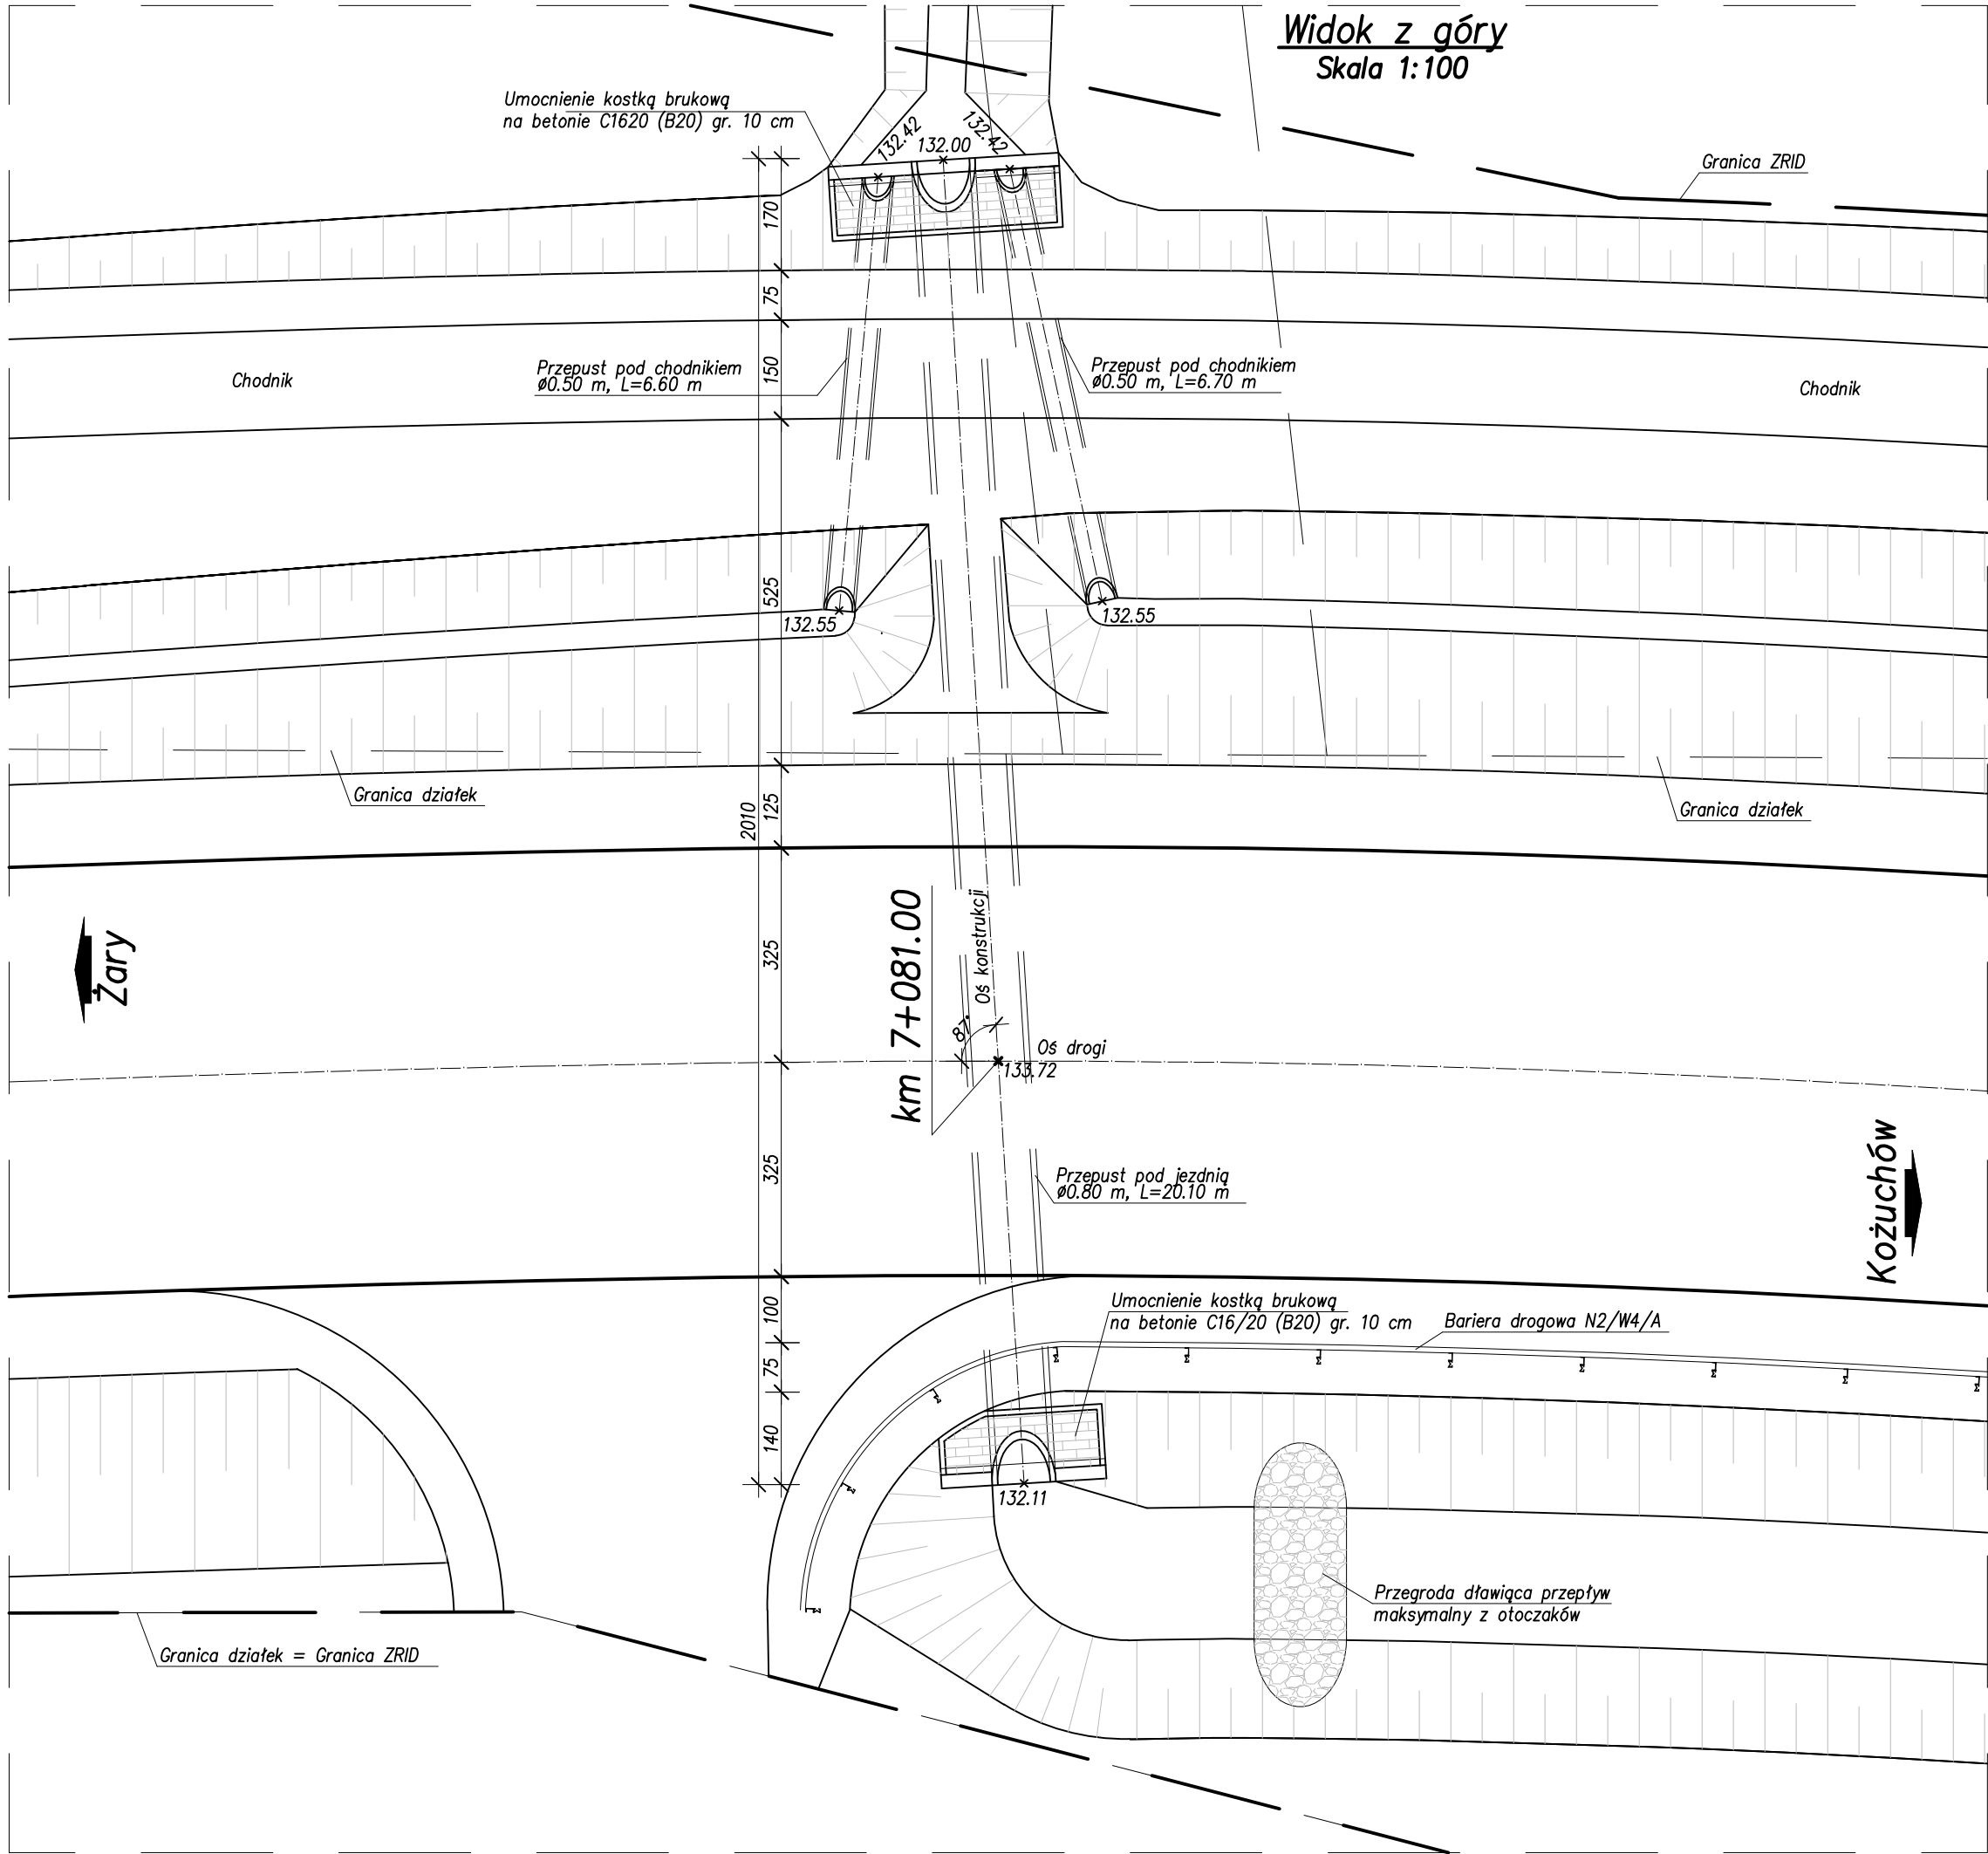 Widok z góry
Skala 1:100
Umocnienie kostką brukową
na betonie C1620 (B20) gr. 10 cm
132.42
132.00
132.42
Granica ZRID
170
75
150
525
125
325
325
100
75
140
2010
Chodnik
Przepust pod chodnikiem
ø0.50 m, L=6.60 m
Przepust pod chodnikiem
ø0.50 m, L=6.70 m
Chodnik
132.55
132.55
Granica działek
Granica działek
Żary
km 7+081.00
Oś konstrukcji
87°
Oś drogi
133.72
Przepust pod jezdnią
ø0.80 m, L=20.10 m
Kożuchów
Umocnienie kostką brukową
na betonie C16/20 (B20) gr. 10 cm
Bariera drogowa N2/W4/A
132.11
Przegroda dławiąca przepływ
maksymalny z otoczaków
Granica działek = Granica ZRID